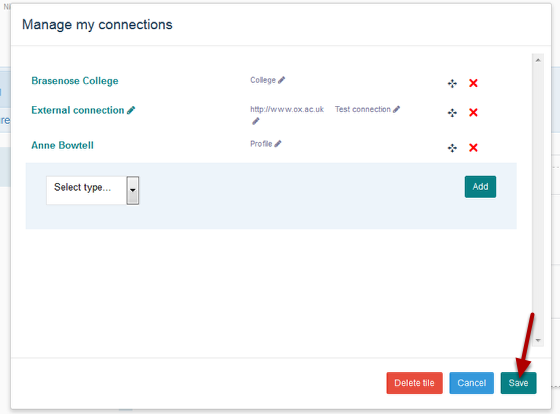 Manage my connections
Brasenose College College
External connection http://www.ox.ac.uk Test connection
Anne Bowtell Profile
Select type... Add
Delete tile Cancel Save